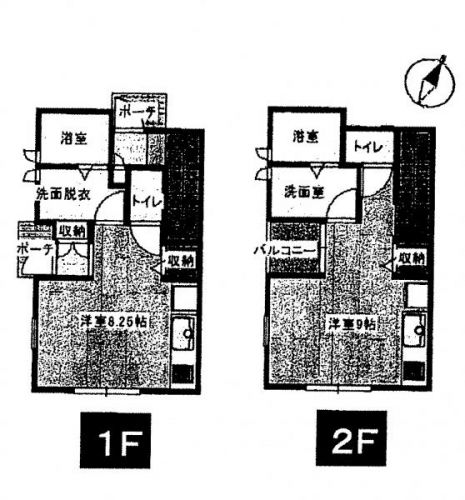 ポーチ
浴室
洗面脱衣
トイレ
収納
ポーチ
収納
洋室8.25帖
1F
浴室
トイレ
洗面室
バルコニー
収納
洋室9帖
2F